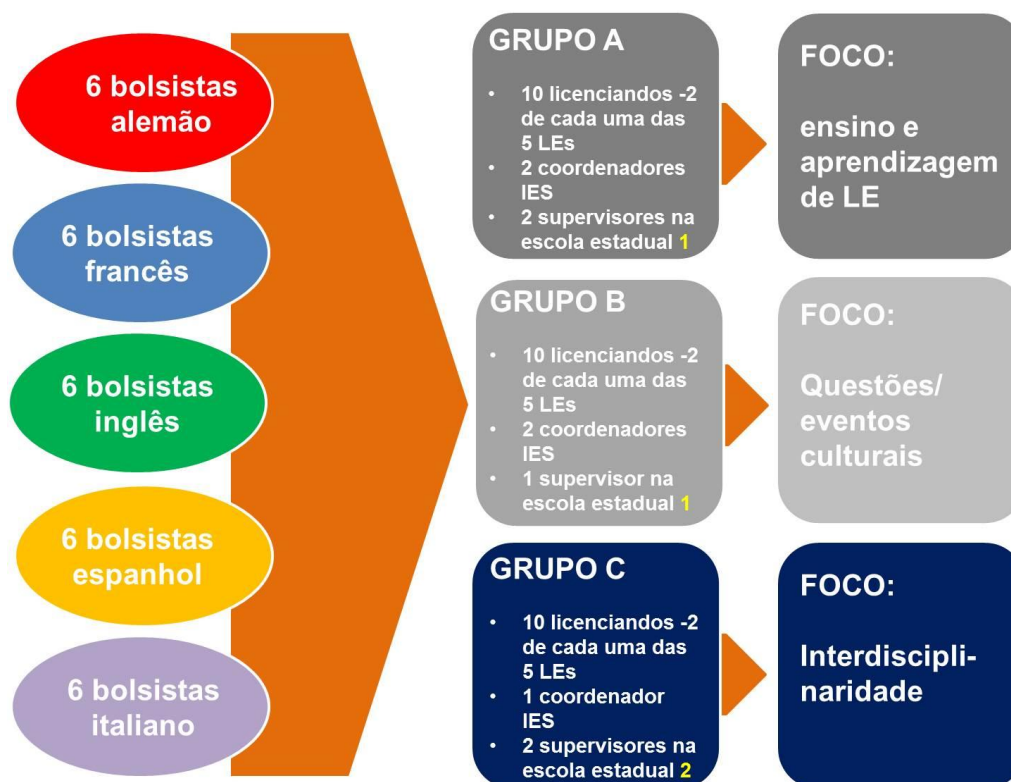 6 bolsistas
alemão
6 bolsistas
francês
6 bolsistas
inglês
6 bolsistas
espanhol
6 bolsistas
italiano
GRUPO A
• 10 licenciandos -2
de cada uma das
5 LEs
• 2 coordenadores
IES
• 2 supervisores na
escola estadual 1
FOCO:
ensino e
aprendizagem
de LE
GRUPO B
• 10 licenciandos -2
de cada uma das
5 LEs
• 2 coordenadores
IES
• 1 supervisor na
escola estadual 1
FOCO:
Questões/
eventos
culturais
GRUPO C
• 10 licenciandos -2
de cada uma das
5 LEs
• 1 coordenador
IES
• 2 supervisores na
escola estadual 2
FOCO:
Interdiscipli-
naridade